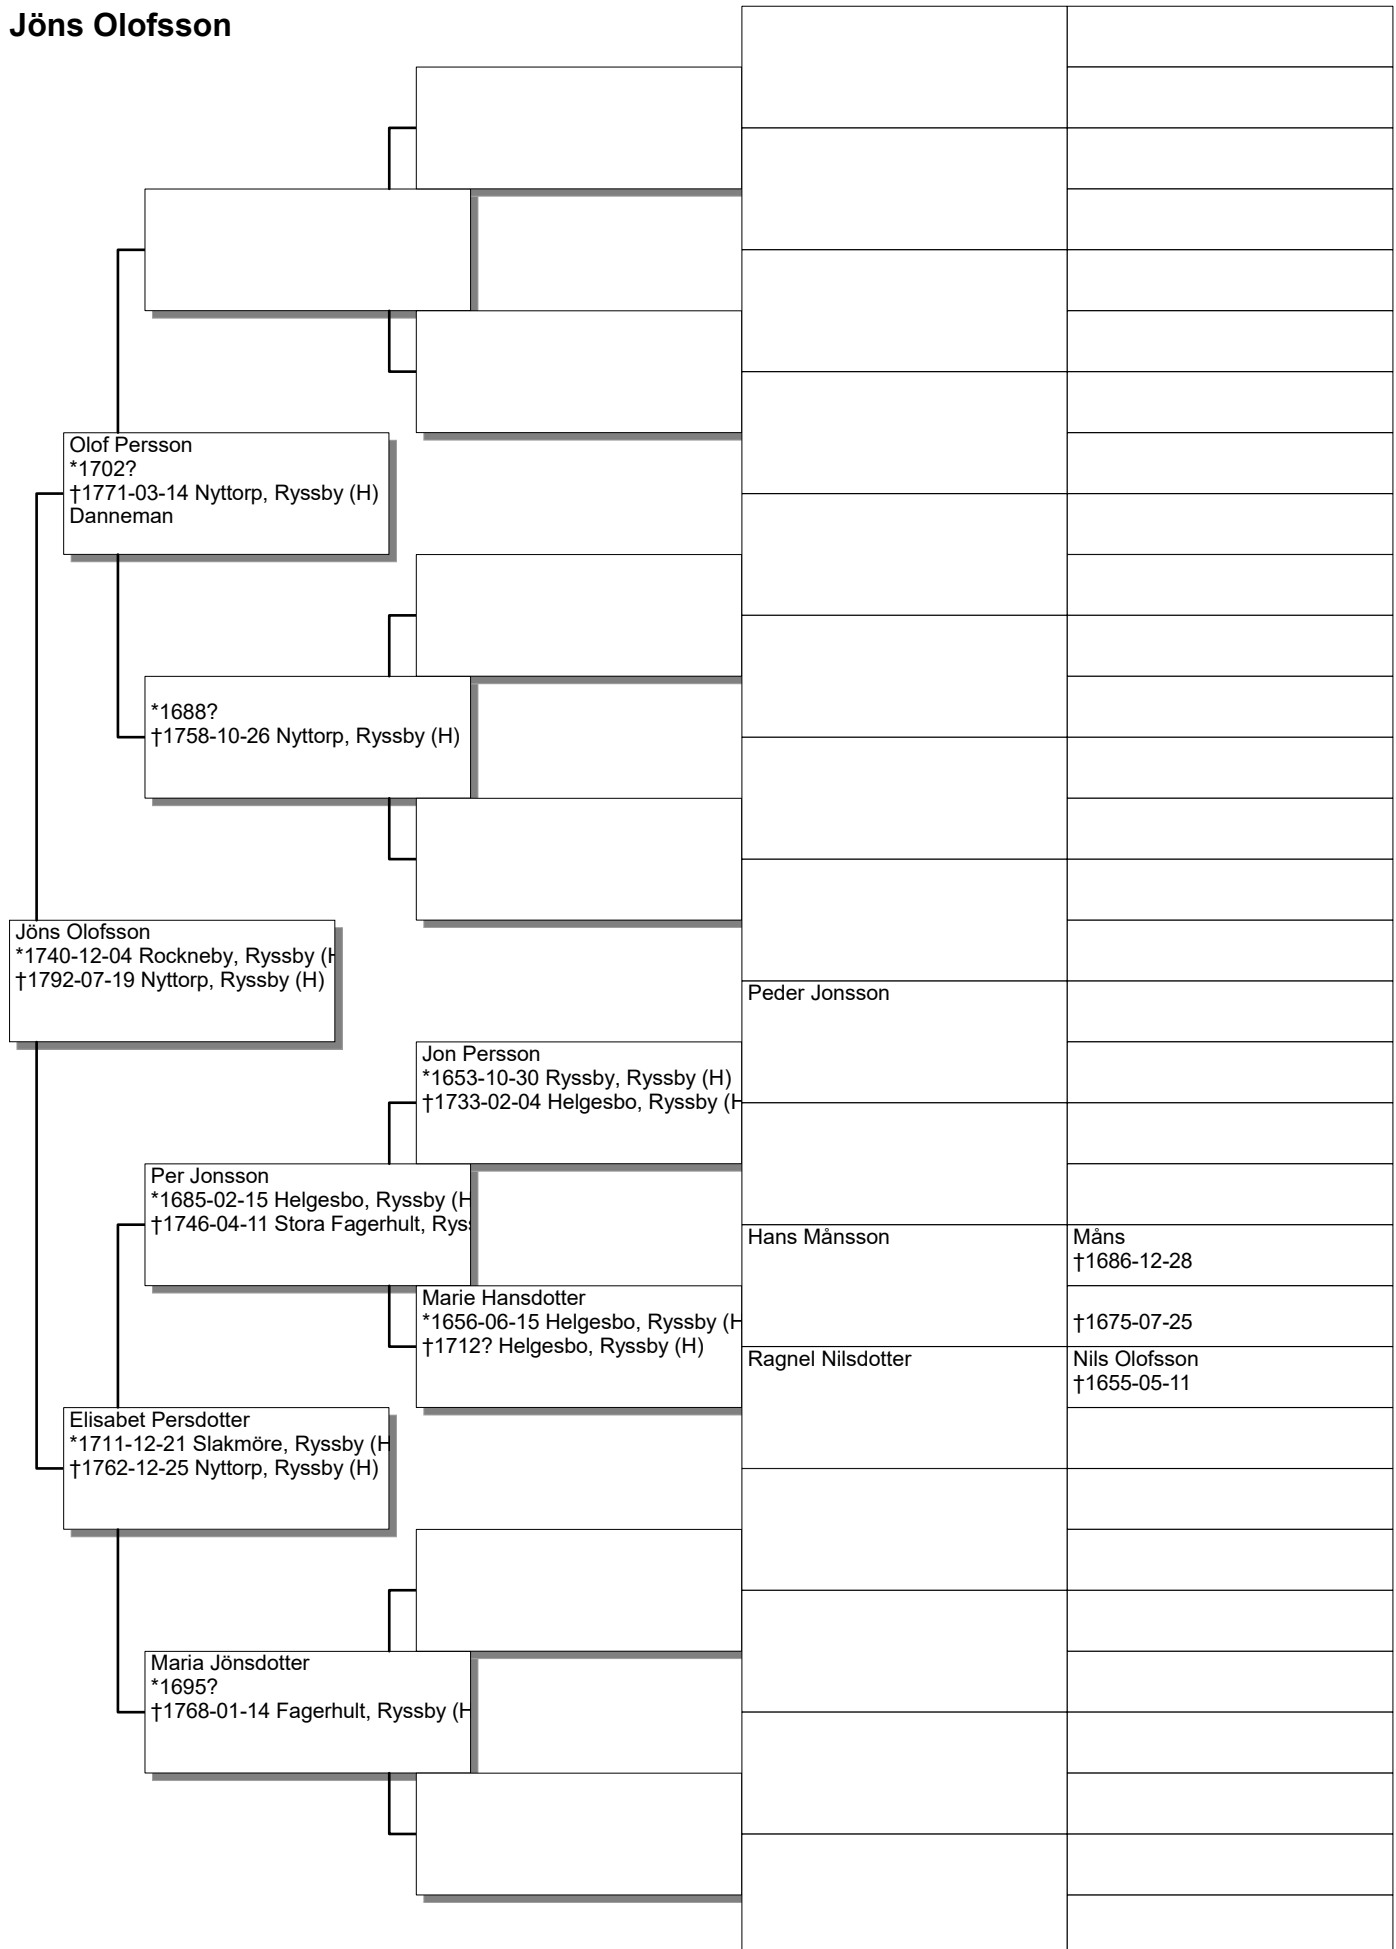 Jöns Olofsson
Olof Persson
*1702?
†1771-03-14 Nyttorp, Ryssby (H)
Danneman
*1688?
†1758-10-26 Nyttorp, Ryssby (H)
Jöns Olofsson
*1740-12-04 Rockneby, Ryssby (H
†1792-07-19 Nyttorp, Ryssby (H)
Peder Jonsson
Jon Persson
*1653-10-30 Ryssby, Ryssby (H)
†1733-02-04 Helgesbo, Ryssby (H
Per Jonsson
*1685-02-15 Helgesbo, Ryssby (H
†1746-04-11 Stora Fagerhult, Ryss
Hans Månsson
Måns
†1686-12-28
Marie Hansdotter
*1656-06-15 Helgesbo, Ryssby (H
†1712? Helgesbo, Ryssby (H)
†1675-07-25
Ragnel Nilsdotter
Nils Olofsson
†1655-05-11
Elisabet Persdotter
*1711-12-21 Slakmöre, Ryssby (H
†1762-12-25 Nyttorp, Ryssby (H)
Maria Jönsdotter
*1695?
†1768-01-14 Fagerhult, Ryssby (H